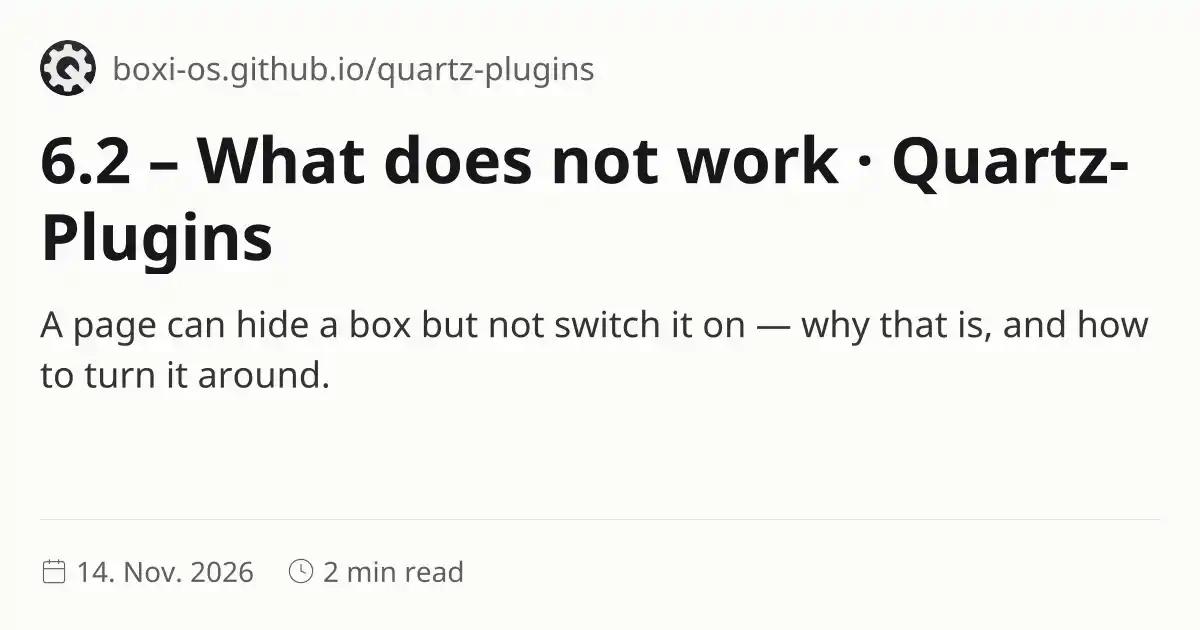 boxi-os.github.io/quartz-plugins
6.2 – What does not work · Quartz-
Plugins
A page can hide a box but not switch it on — why that is, and how
to turn it around.
14. Nov. 2026
2 min read